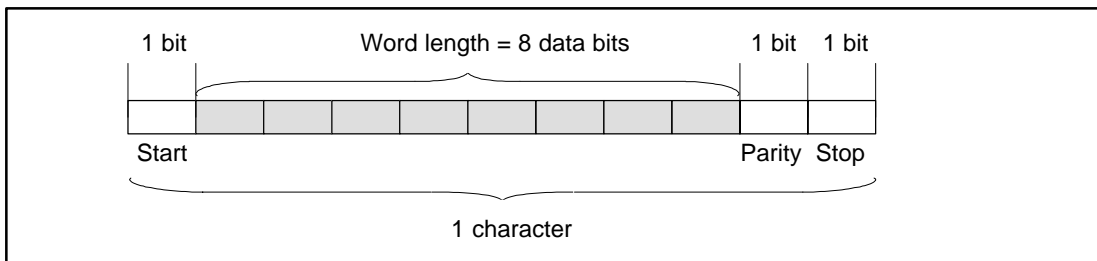 1 bit Word length = 8 data bits 1 bit 1 bit
Start Parity Stop
1 character